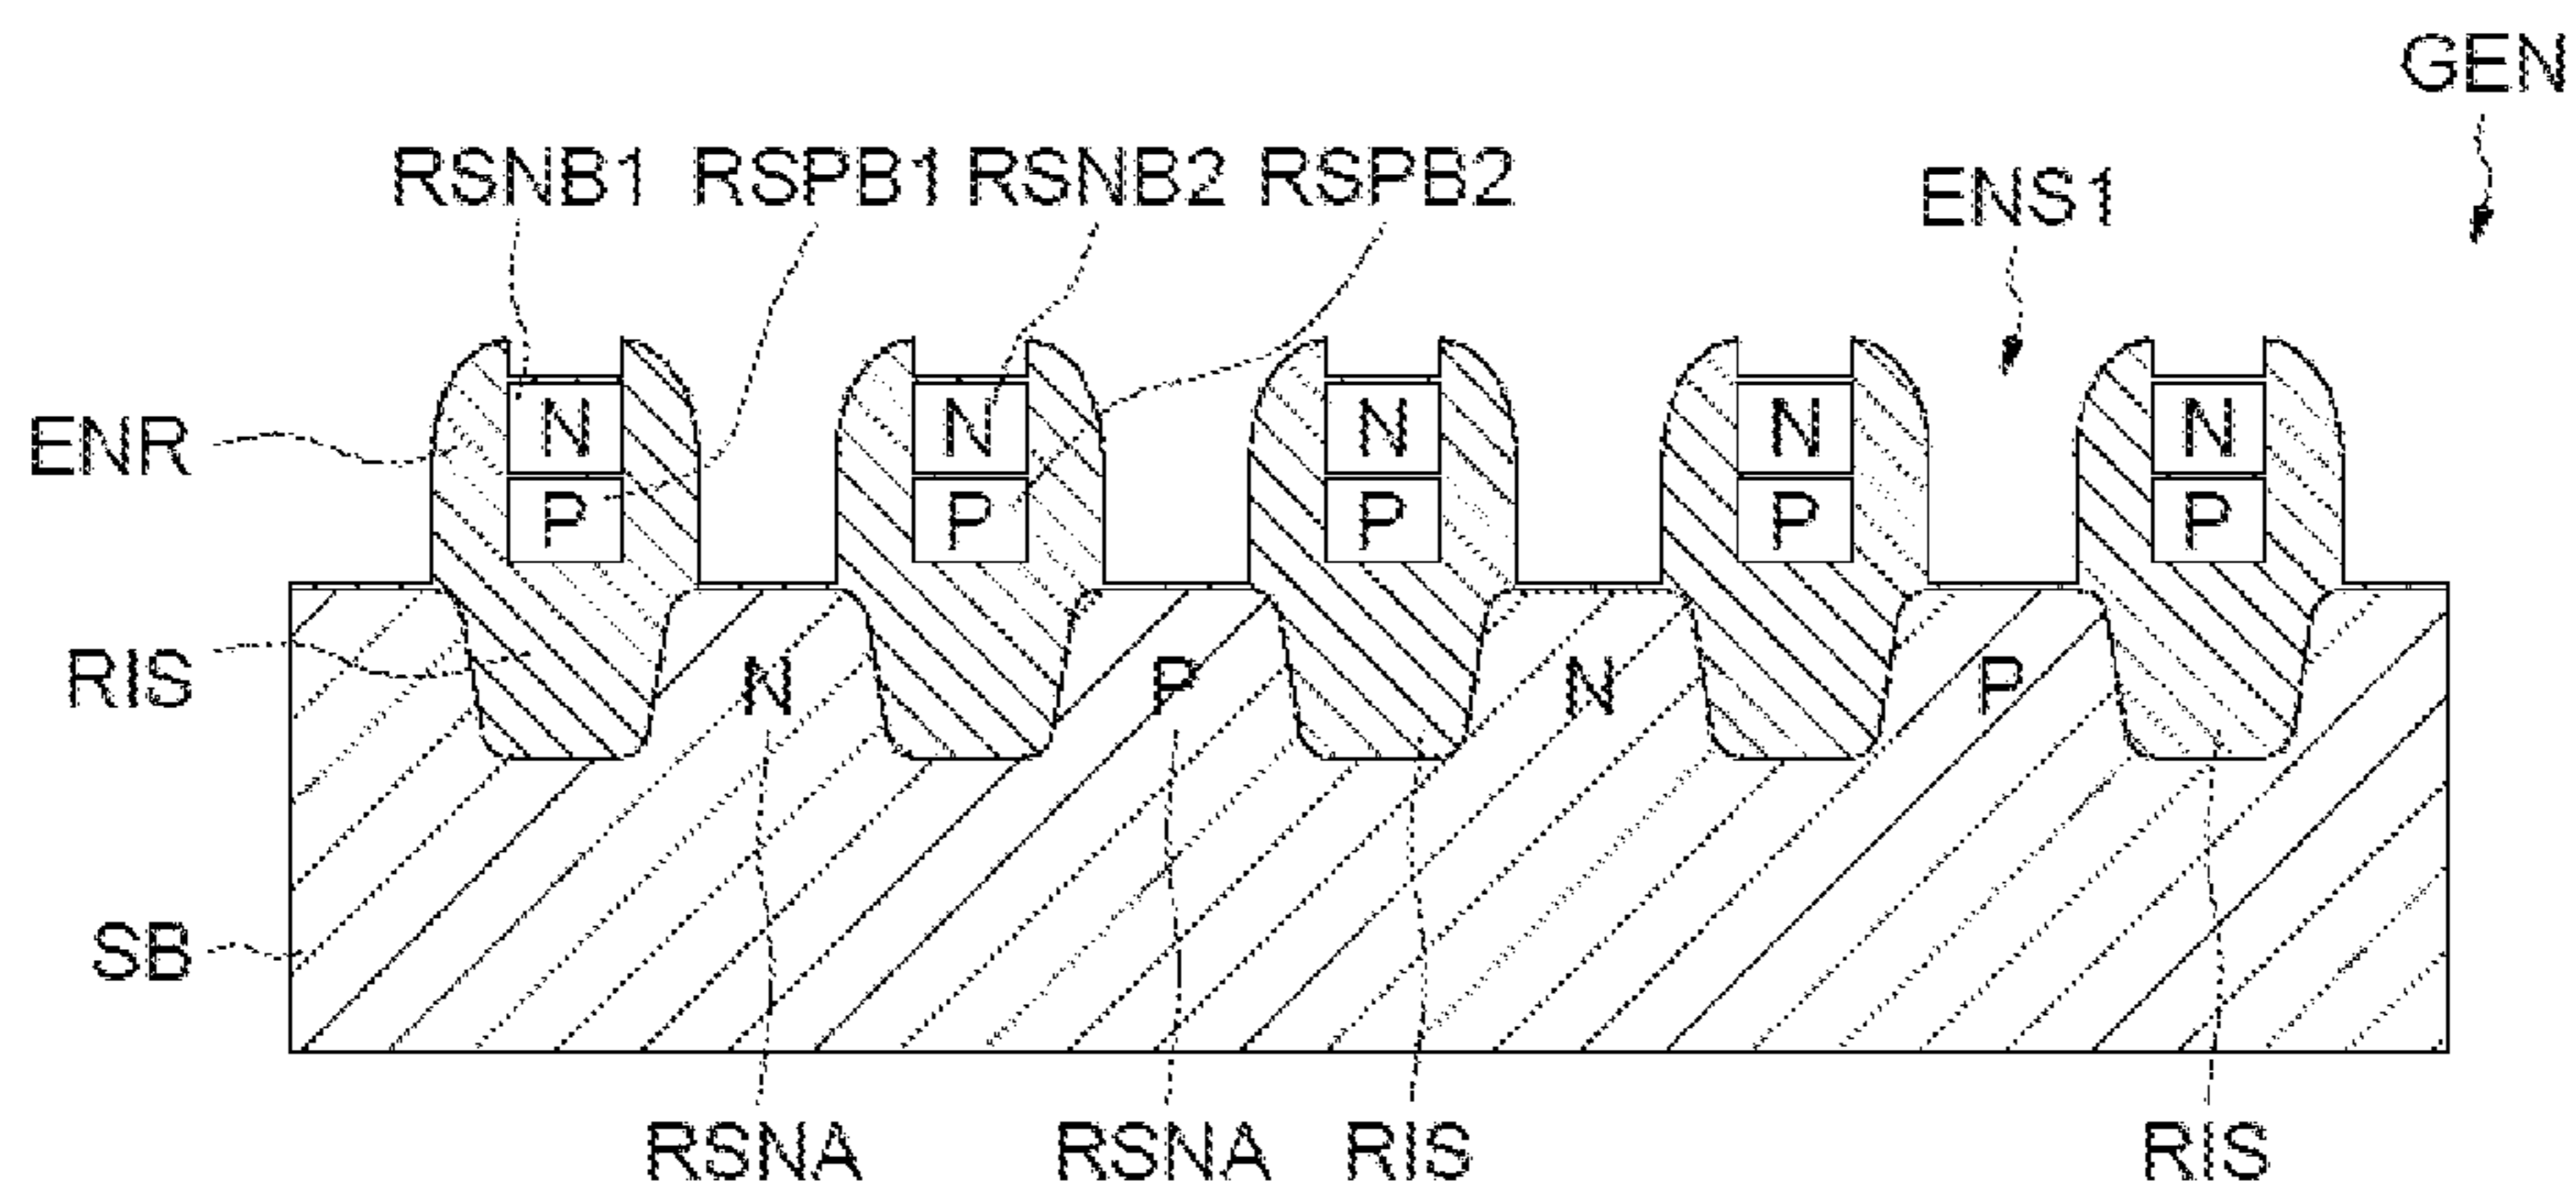 GEN
RSNB1 RSPB1 RSNB2 RSPB2 ENS1
ENR N N N N N
P P P P P
RIS N P N P
SB
RSNA RSNA RIS RIS